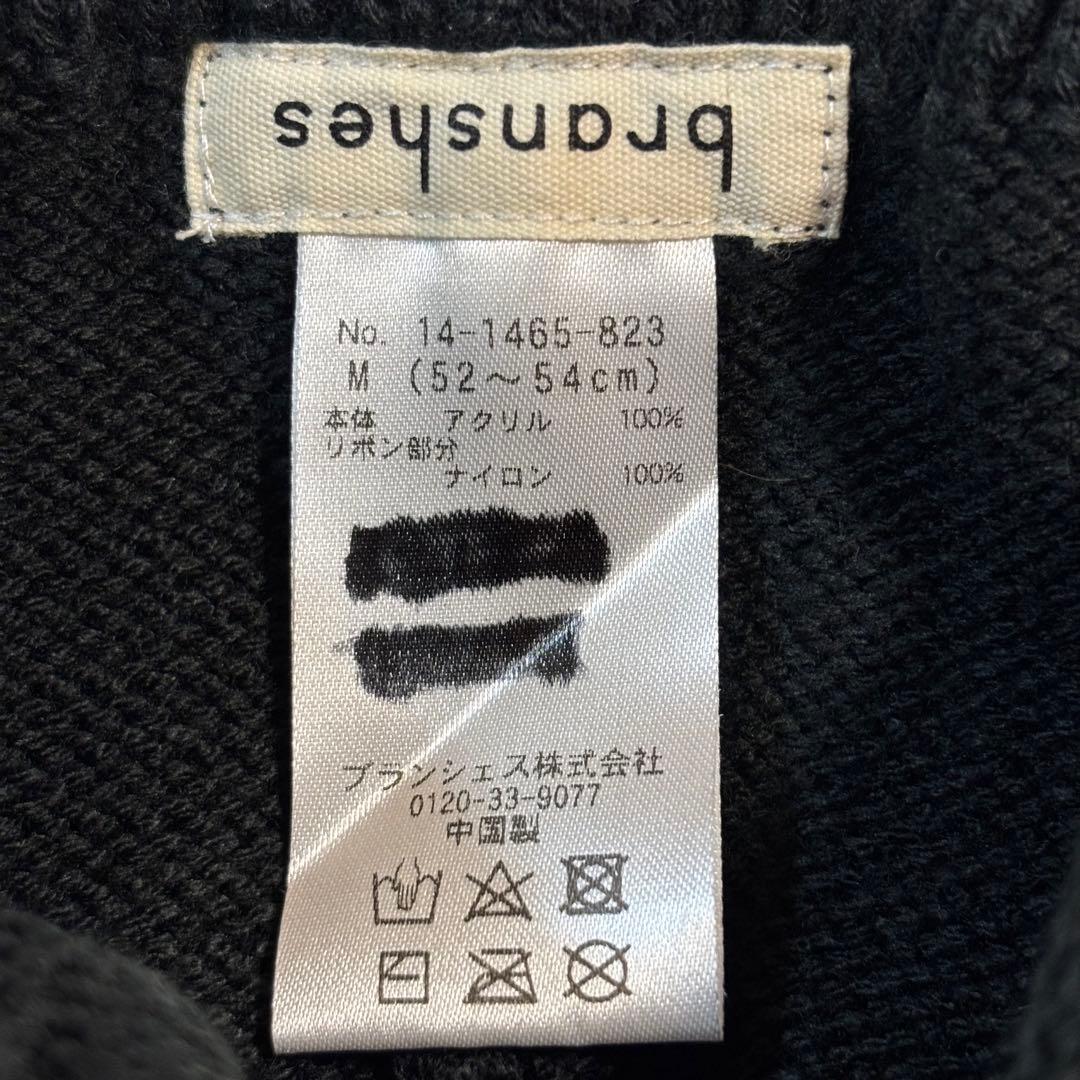 branshes
No. 14-1465-823
M (52～54cm)
本体 アクリル 100%
リボン部分
ナイロン 100%
ブランシェス株式会社
0120-33-9077
中国製